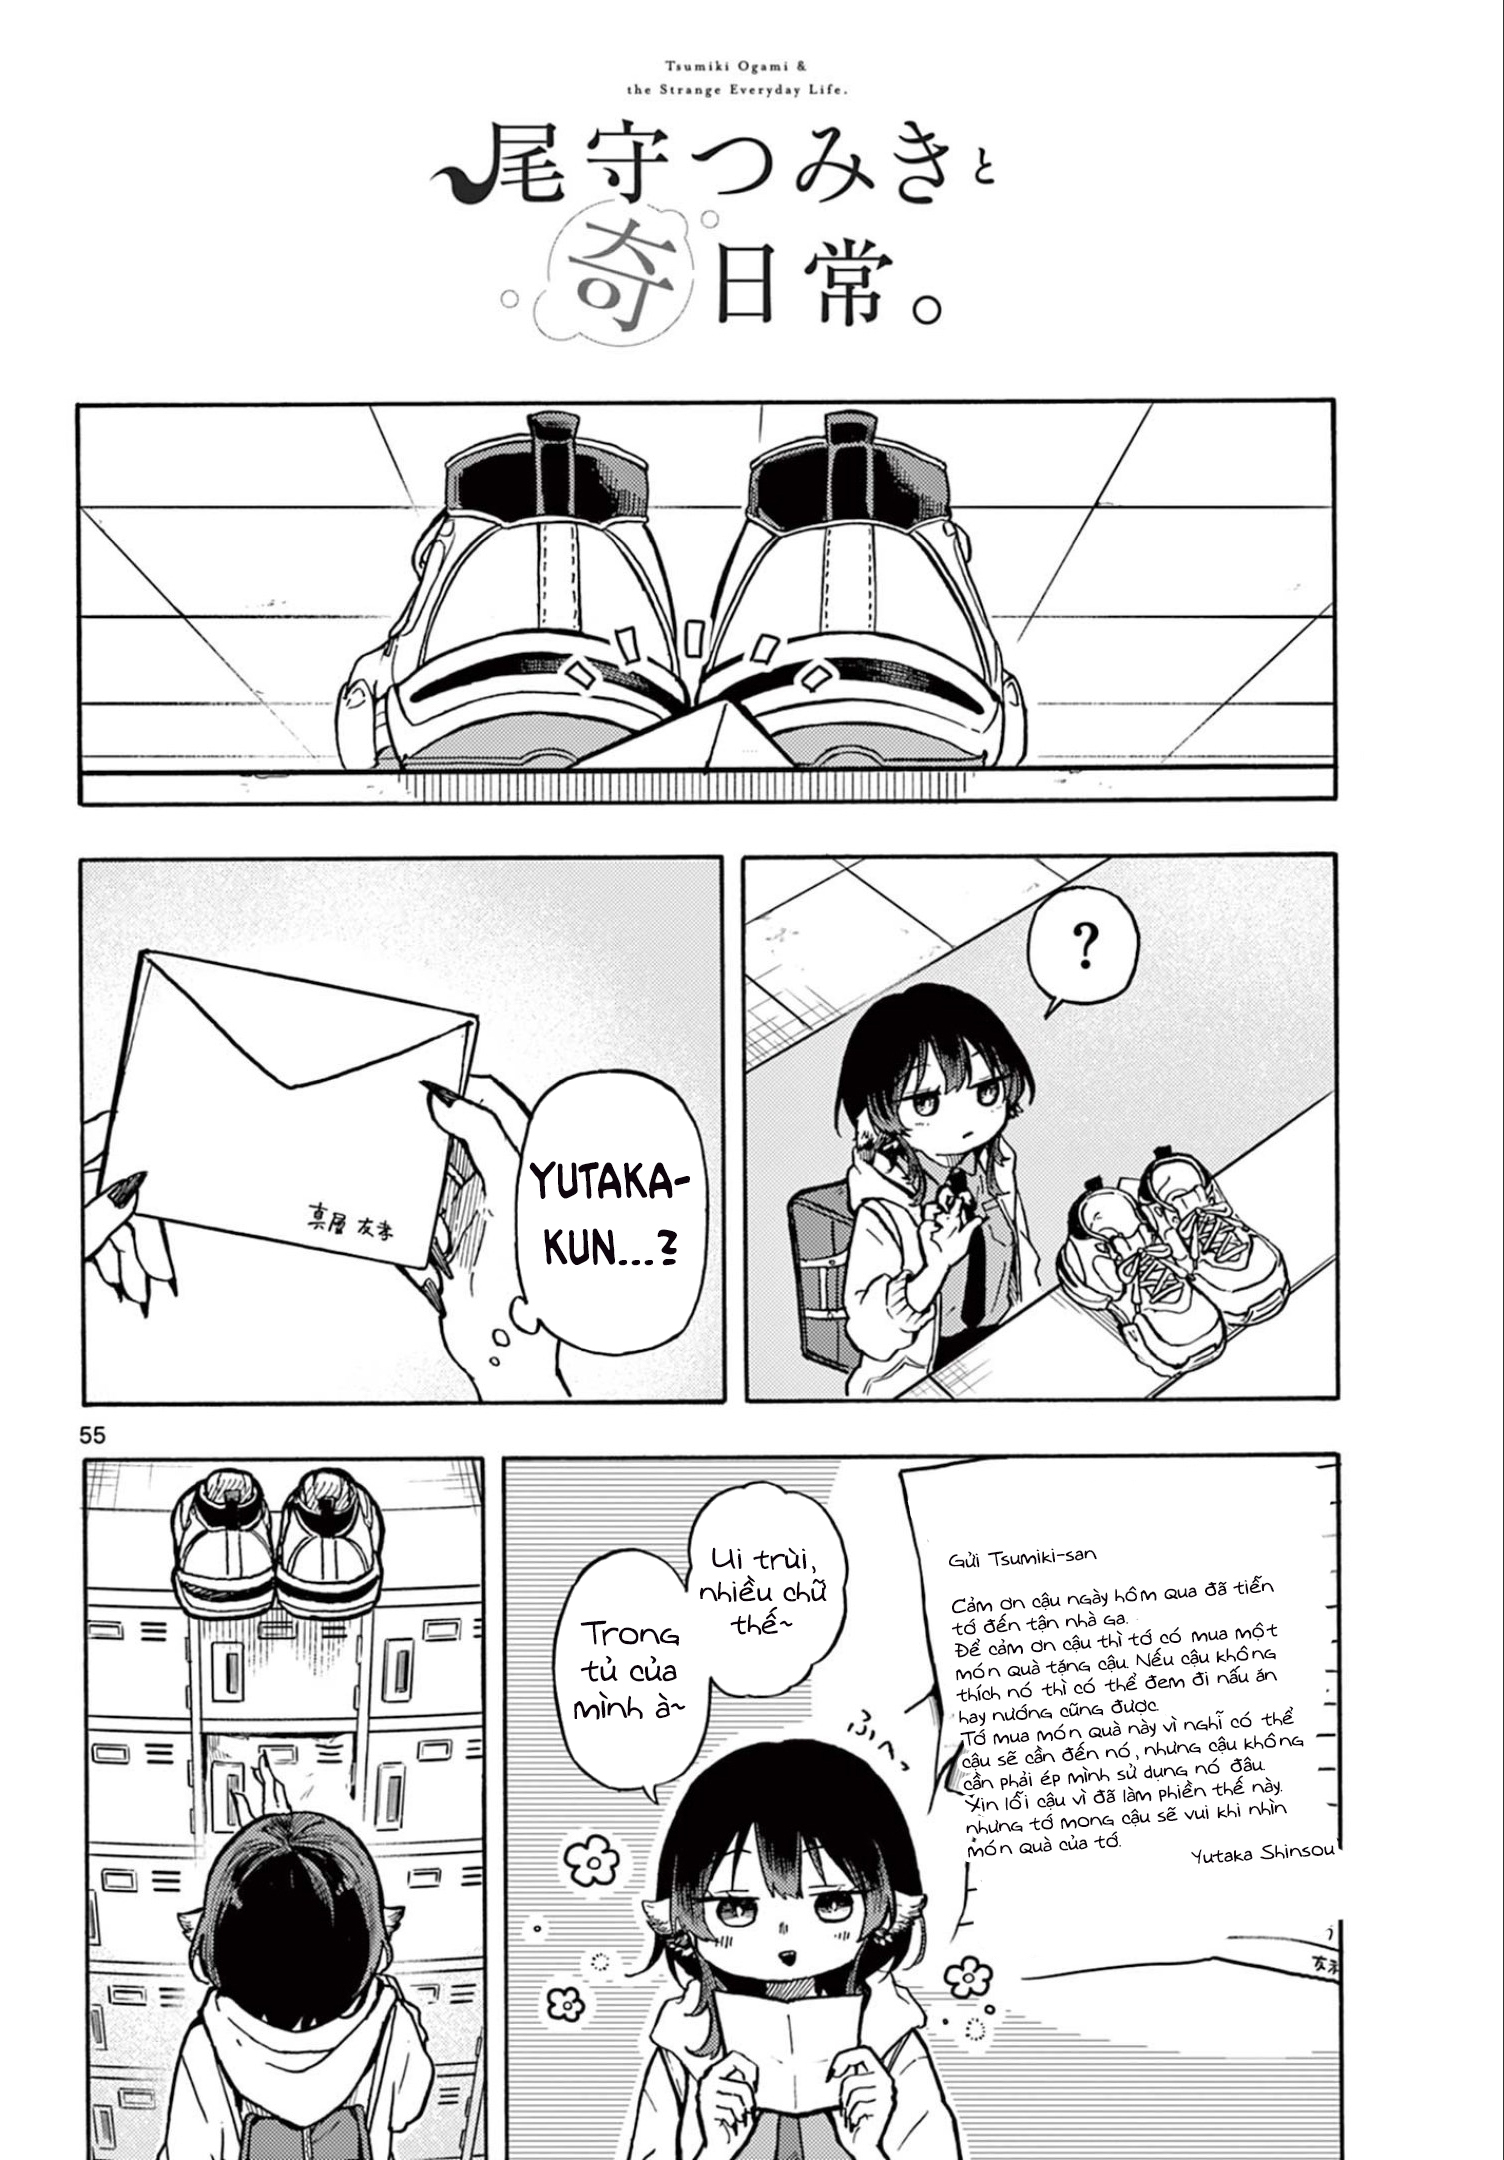 Tsumiki Ogami &
the Strange Everyday Life.
尾守つみきと
奇日常。
?
YUTAKA-
KUN...?
真層 友孝
55
Gửi Tsumiki-san
Cảm ơn cậu ngày hôm qua đã tiễn
tớ đến tận nhà ga.
Để cảm ơn cậu thì tớ có mua một
món quà tặng cậu. Nếu cậu không
thích nó thì có thể đem đi nấu ăn
hay nướng cũng được.
Tớ mua món quà này vì nghĩ có thể
cậu sẽ cần đến nó, nhưng cậu không
cần phải ép mình sử dụng nó đâu.
Xin lỗi cậu vì đã làm phiền thế này.
nhưng tớ mong cậu sẽ vui khi nhìn
món quà của tớ.
Yutaka Shinsou
Ui trùi,
nhiều chữ
thế~
Trong
tủ của
mình à~
ふへっ